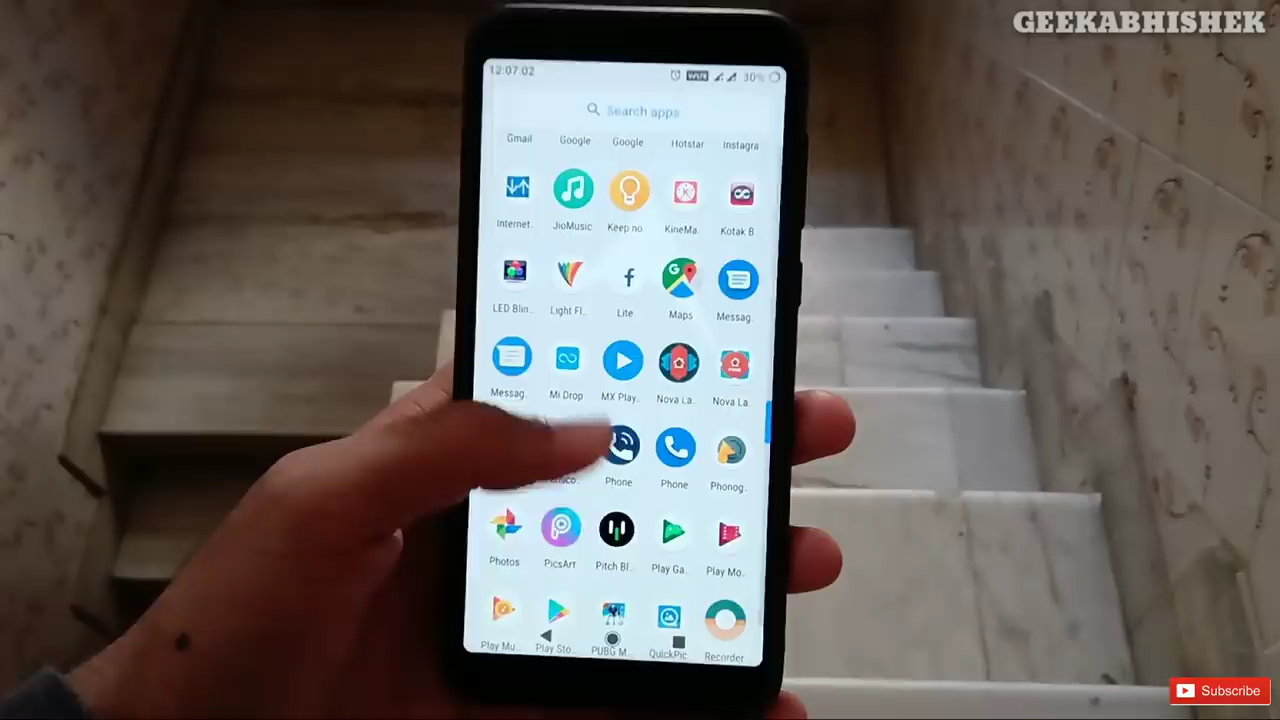 GEEKABHISHEK
12:07:02
VoLTE
30%
Search apps
Gmail Google Google Hotstar Instagra
Internet. JioMusic Keep no KineMa. Kotak B.
LED Blin.. Light Fl.. Lite Maps Messag.
Messag. Mi Drop MX Play.. Nova La.. Nova La..
Phone Phone Phonog.
Photos PicsArt Pitch Bl.. Play Ga.. Play Mo..
Play Mu.. Play Sto.. PUBG M.. QuickPic Recorder
Subscribe